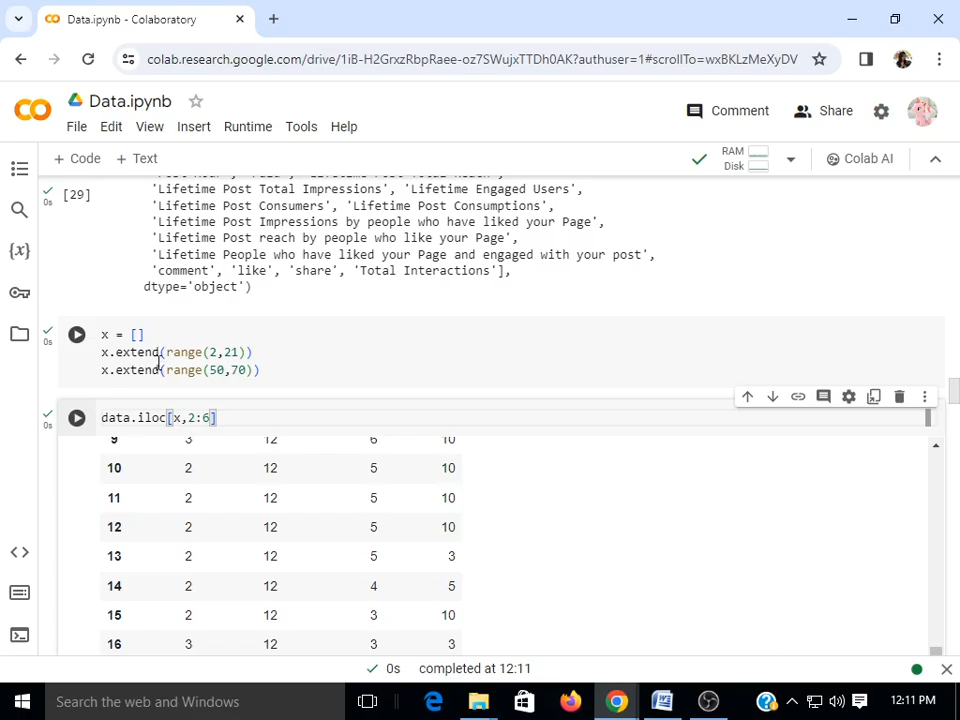 Data.ipynb - Colaboratory
colab.research.google.com/drive/1iB-H2GrxzRbpRaee-oz7SWujxTTDh0AK?authuser=1#scrollTo=wxBKLzMeXyDV
Data.ipynb
Comment
Share
File Edit View Insert Runtime Tools Help
+ Code + Text
RAM
Disk
Colab AI
[29]
'Lifetime Post Total Impressions', 'Lifetime Engaged Users',
'Lifetime Post Consumers', 'Lifetime Post Consumptions',
'Lifetime Post Impressions by people who have liked your Page',
'Lifetime Post reach by people who like your Page',
'Lifetime People who have liked your Page and engaged with your post',
'comment', 'like', 'share', 'Total Interactions'],
dtype='object')
0s
x = []
x.extend(range(2,21))
x.extend(range(50,70))
0s
data.iloc[x,2:6]
0s
9 3 12 6 10
10 2 12 5 10
11 2 12 5 10
12 2 12 5 10
13 2 12 5 3
14 2 12 4 5
15 2 12 3 10
16 3 12 3 3
0s completed at 12:11
Search the web and Windows
12:11 PM